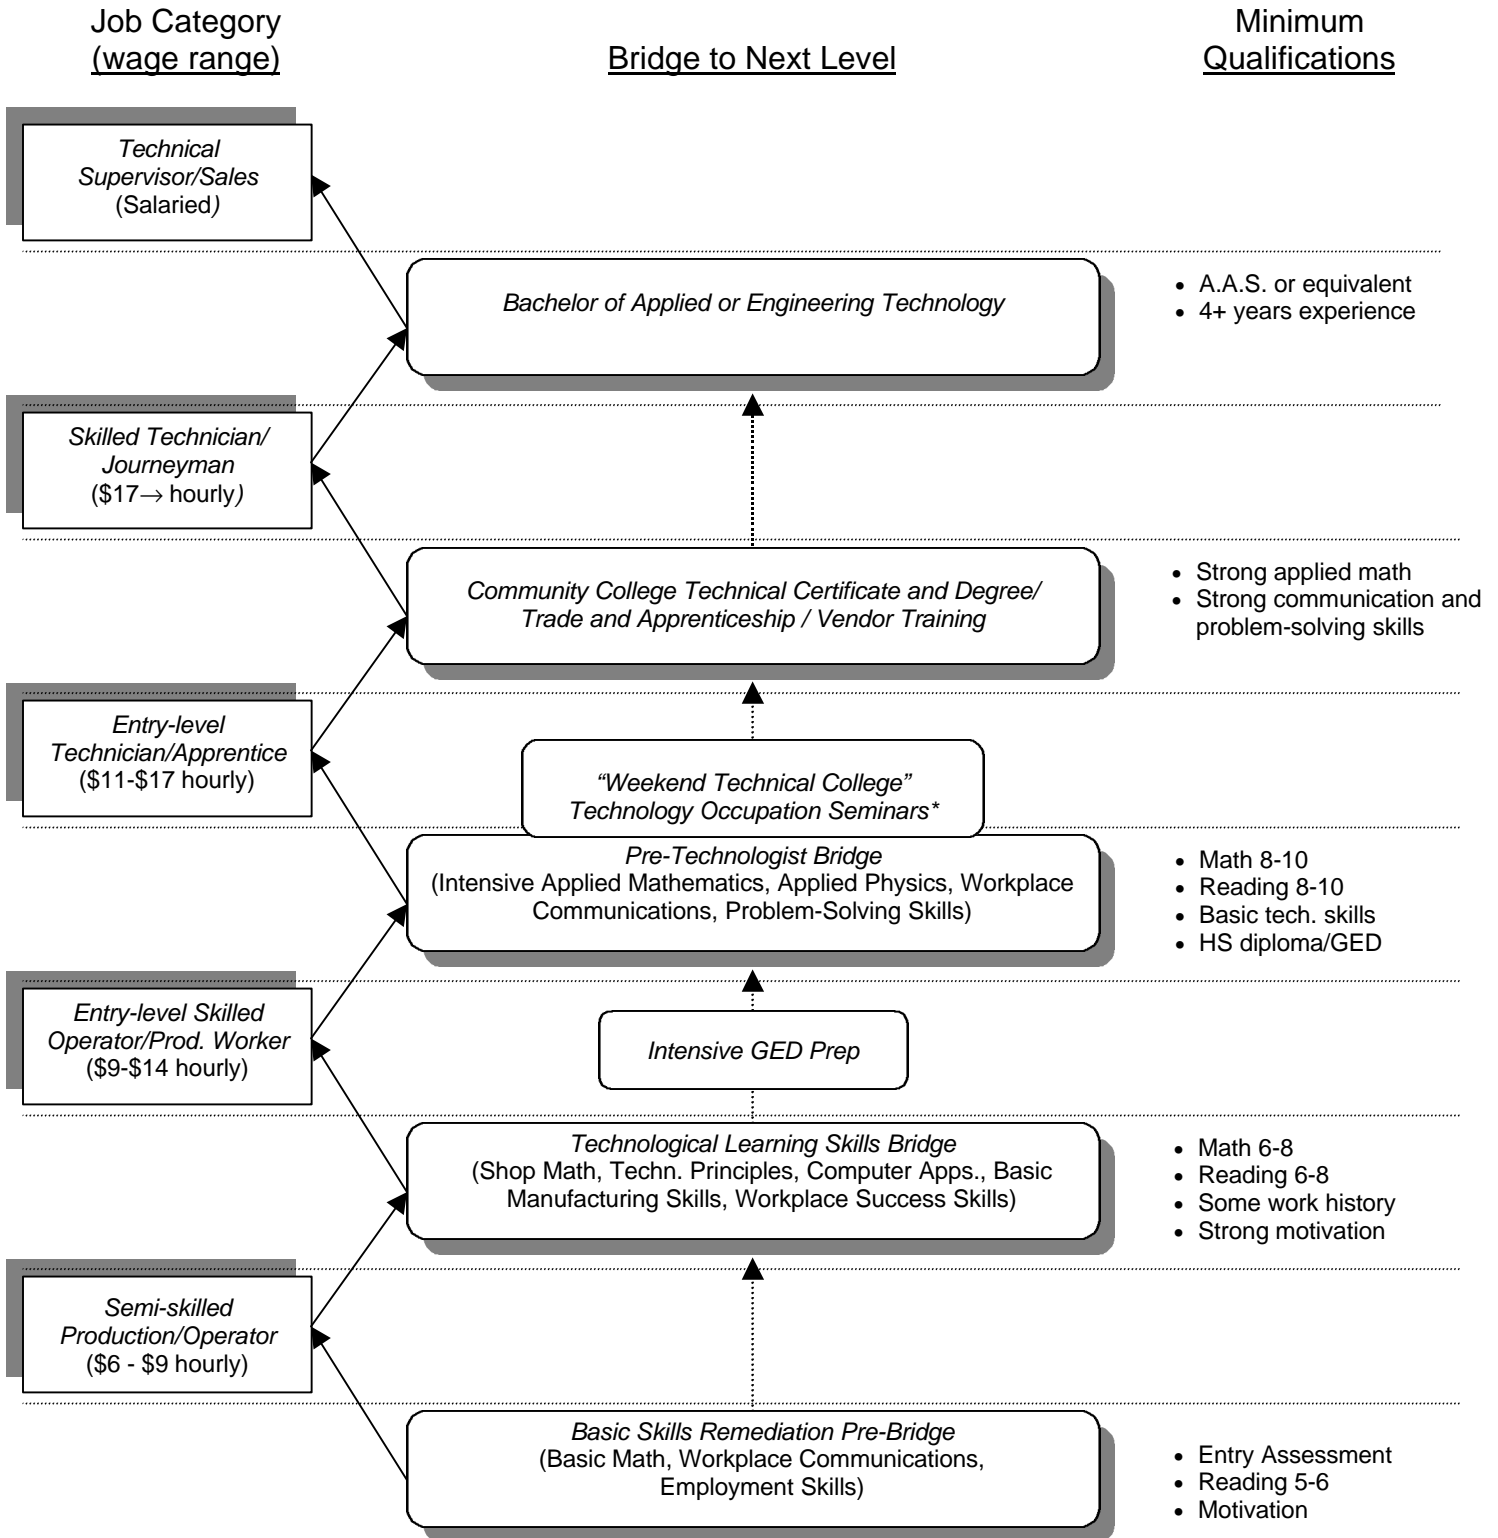 Job Category
(wage range)
Bridge to Next Level
Minimum
Qualifications
Technical
Supervisor/Sales
(Salaried)
Bachelor of Applied or Engineering Technology
• A.A.S. or equivalent
• 4+ years experience
Skilled Technician/
Journeyman
($17→ hourly)
Community College Technical Certificate and Degree/
Trade and Apprenticeship / Vendor Training
• Strong applied math
• Strong communication and
problem-solving skills
Entry-level
Technician/Apprentice
($11-$17 hourly)
“Weekend Technical College”
Technology Occupation Seminars*
Pre-Technologist Bridge
(Intensive Applied Mathematics, Applied Physics, Workplace
Communications, Problem-Solving Skills)
• Math 8-10
• Reading 8-10
• Basic tech. skills
• HS diploma/GED
Entry-level Skilled
Operator/Prod. Worker
($9-$14 hourly)
Intensive GED Prep
Technological Learning Skills Bridge
(Shop Math, Techn. Principles, Computer Apps., Basic
Manufacturing Skills, Workplace Success Skills)
• Math 6-8
• Reading 6-8
• Some work history
• Strong motivation
Semi-skilled
Production/Operator
($6 - $9 hourly)
Basic Skills Remediation Pre-Bridge
(Basic Math, Workplace Communications,
Employment Skills)
• Entry Assessment
• Reading 5-6
• Motivation